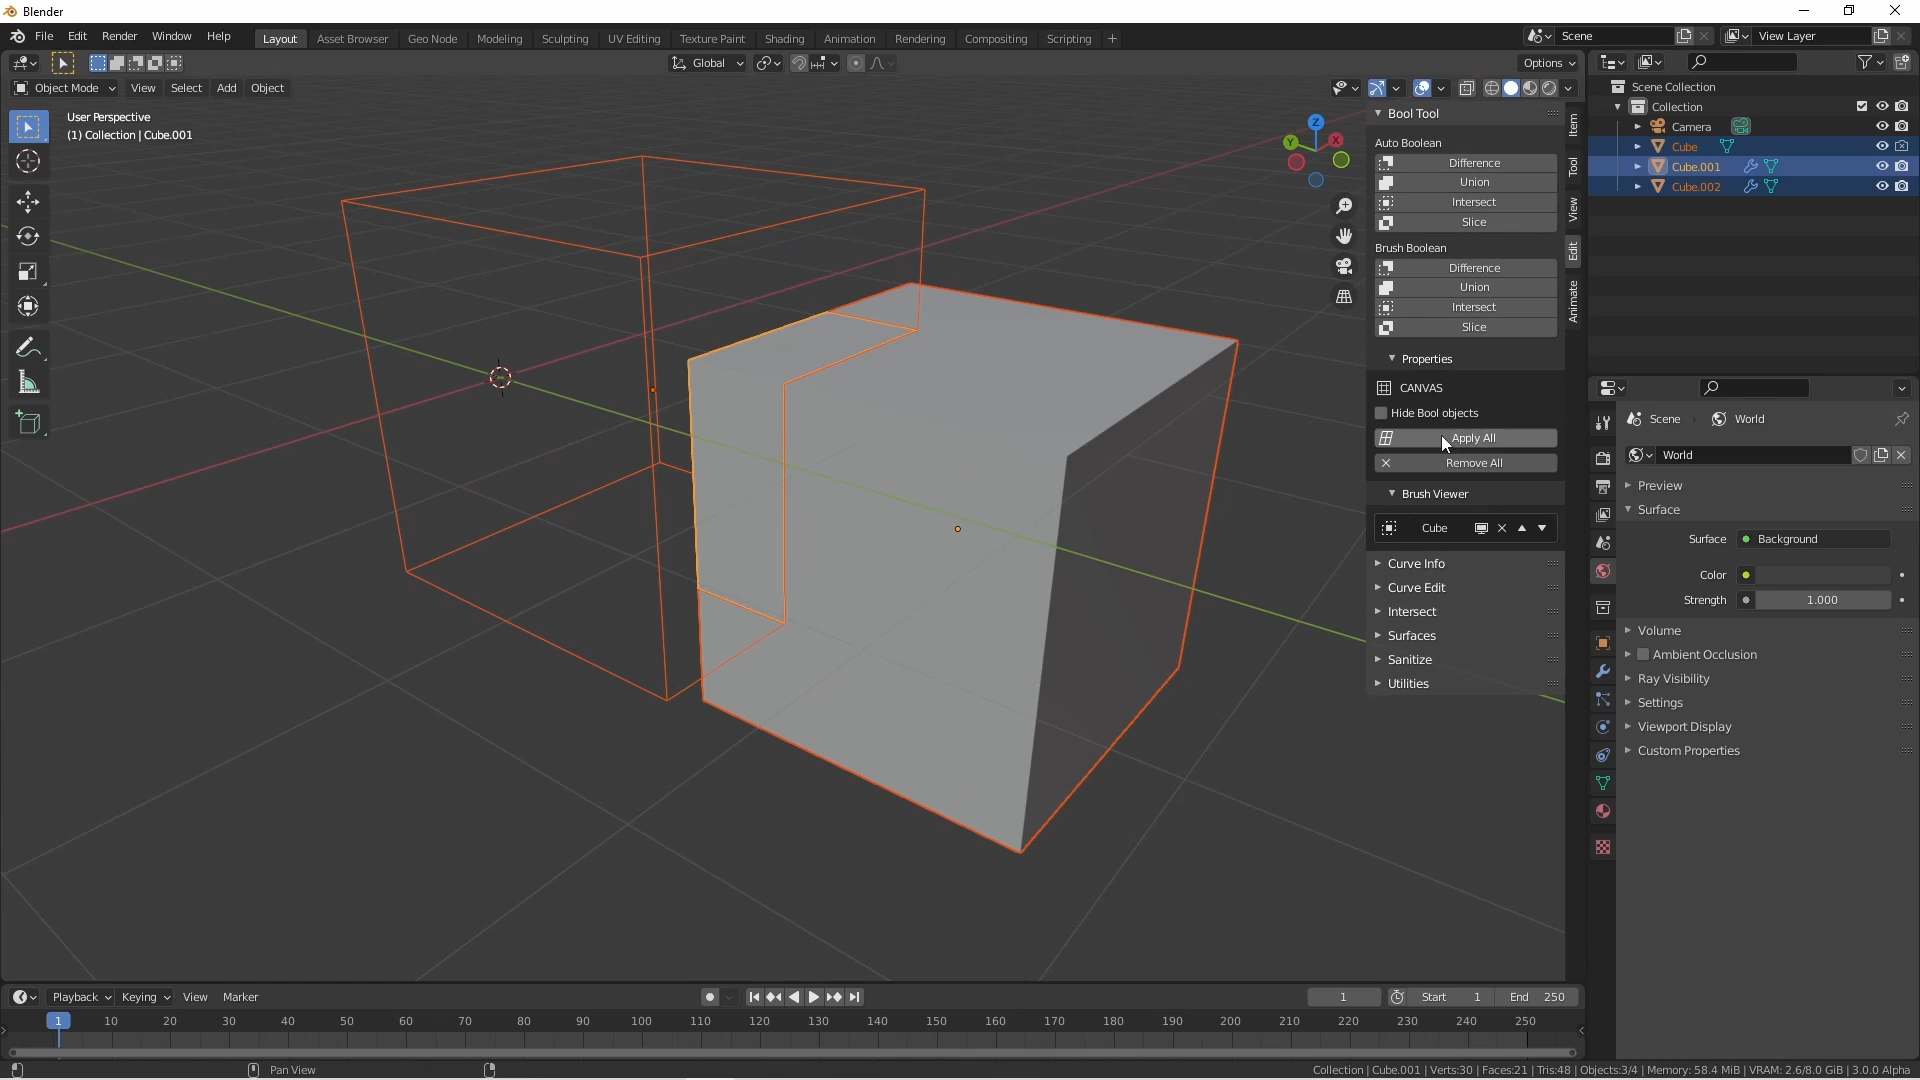 Blender
File Edit Render Window Help
Layout Asset Browser Geo Node Modeling Sculpting UV Editing Texture Paint Shading Animation Rendering Compositing Scripting
Scene
View Layer
Global
Options
Object Mode View Select Add Object
User Perspective
(1) Collection | Cube.001
Z
Y
X
Bool Tool
Auto Boolean
Difference
Union
Intersect
Slice
Brush Boolean
Difference
Union
Intersect
Slice
Properties
CANVAS
Hide Bool objects
Apply All
Remove All
Brush Viewer
Cube
Curve Info
Curve Edit
Intersect
Surfaces
Sanitize
Utilities
Item
Tool
View
Edit
Animate
Scene Collection
Collection
Camera
Cube
Cube.001
Cube.002
Scene World
World
Preview
Surface
Surface Background
Color
Strength 1.000
Volume
Ambient Occlusion
Ray Visibility
Settings
Viewport Display
Custom Properties
Playback Keying View Marker
1
Start 1
End 250
1 10 20 30 40 50 60 70 80 90 100 110 120 130 140 150 160 170 180 190 200 210 220 230 240 250
Pan View
Collection | Cube.001 | Verts:30 | Faces:21 | Tris:48 | Objects:3/4 | Memory: 58.4 MiB | VRAM: 2.6/8.0 GiB | 3.0.0 Alpha